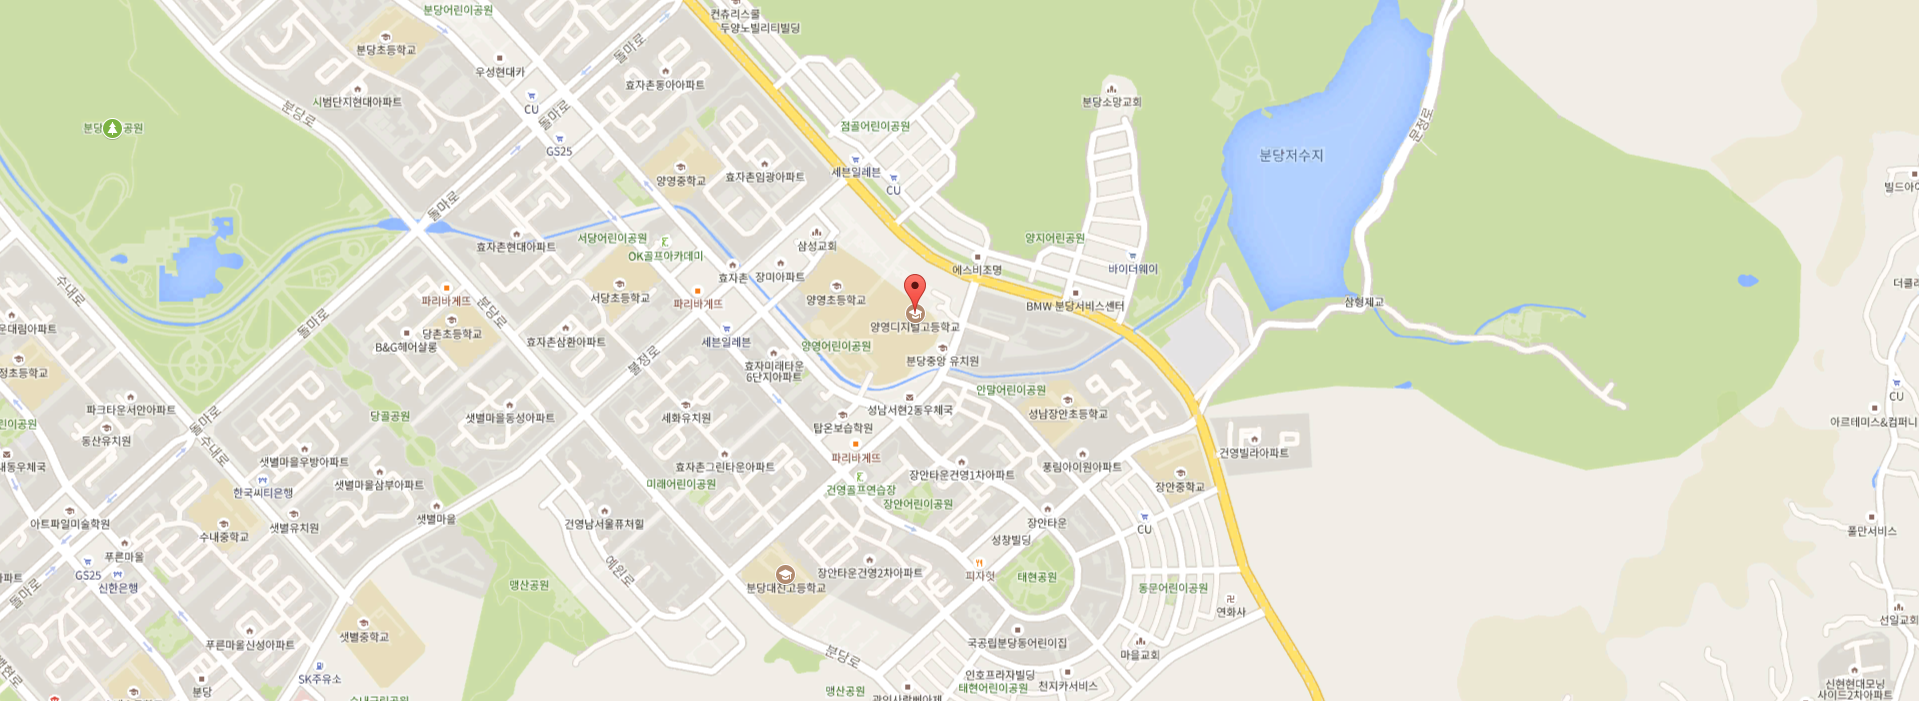 분당어린이공원
컨츄리스쿨
두양노빌리티빌딩
분당초등학교
돌마로
우성현대카
효자촌동아아파트
시범단지현대아파트
CU
분당로
돌마로
분당소망교회
문정로
분당
공원
점골어린이공원
GS25
분당저수지
세븐일레븐
양영중학교
효자촌임광아파트
CU
빌드아이
돌마로
효자촌현대아파트
서당어린이공원
삼성교회
양지어린이공원
OK골프아카데미
에스비조명
바이더웨이
수내로
효자촌
장미아파트
더클래
파리바게뜨
분당로
서당초등학교
파리바게뜨
양영초등학교
BMW 분당서비스센터
삼형제교
운대림아파트
돌마로
당촌초등학교
B&G헤어살롱
효자촌삼환아파트
세븐일레븐
양영디지털고등학교
양영어린이공원
불정로
분당중앙 유치원
정초등학교
효자미래타운
6단지아파트
안말어린이공원
CU
파크타운서안아파트
당골공원
샛별마을동성아파트
세화유치원
성남서현2동우체국
성남장안초등학교
린이공원
돌마로
동산유치원
탑온보습학원
아르테미스&컴퍼니
수내로
파리바게뜨
건영빌라아파트
내동우체국
샛별마을우방아파트
효자촌그린타운아파트
풍림아이원아파트
장안타운건영1차아파트
한국씨티은행
샛별마을삼부아파트
미래어린이공원
건영골프연습장
장안중학교
장안어린이공원
아트파일미술학원
샛별유치원
샛별마을
건영남서울퓨쳐힐
장안타운
CU
수내중학교
성창빌딩
풀만서비스
푸른마을
GS25
신한은행
아파트
돌마로
예원로
맹산공원
분당대진고등학교
장안타운건영2차아파트
피자헛
태현공원
동문어린이공원
연화사
선일교회
샛별중학교
푸른마을신성아파트
국공립분당동어린이집
마을교회
백현로
분당로
SK주유소
분당
맹산공원
인호프라자빌딩
태현어린이공원
천지카서비스
신현현대모닝
사이드2차아파트